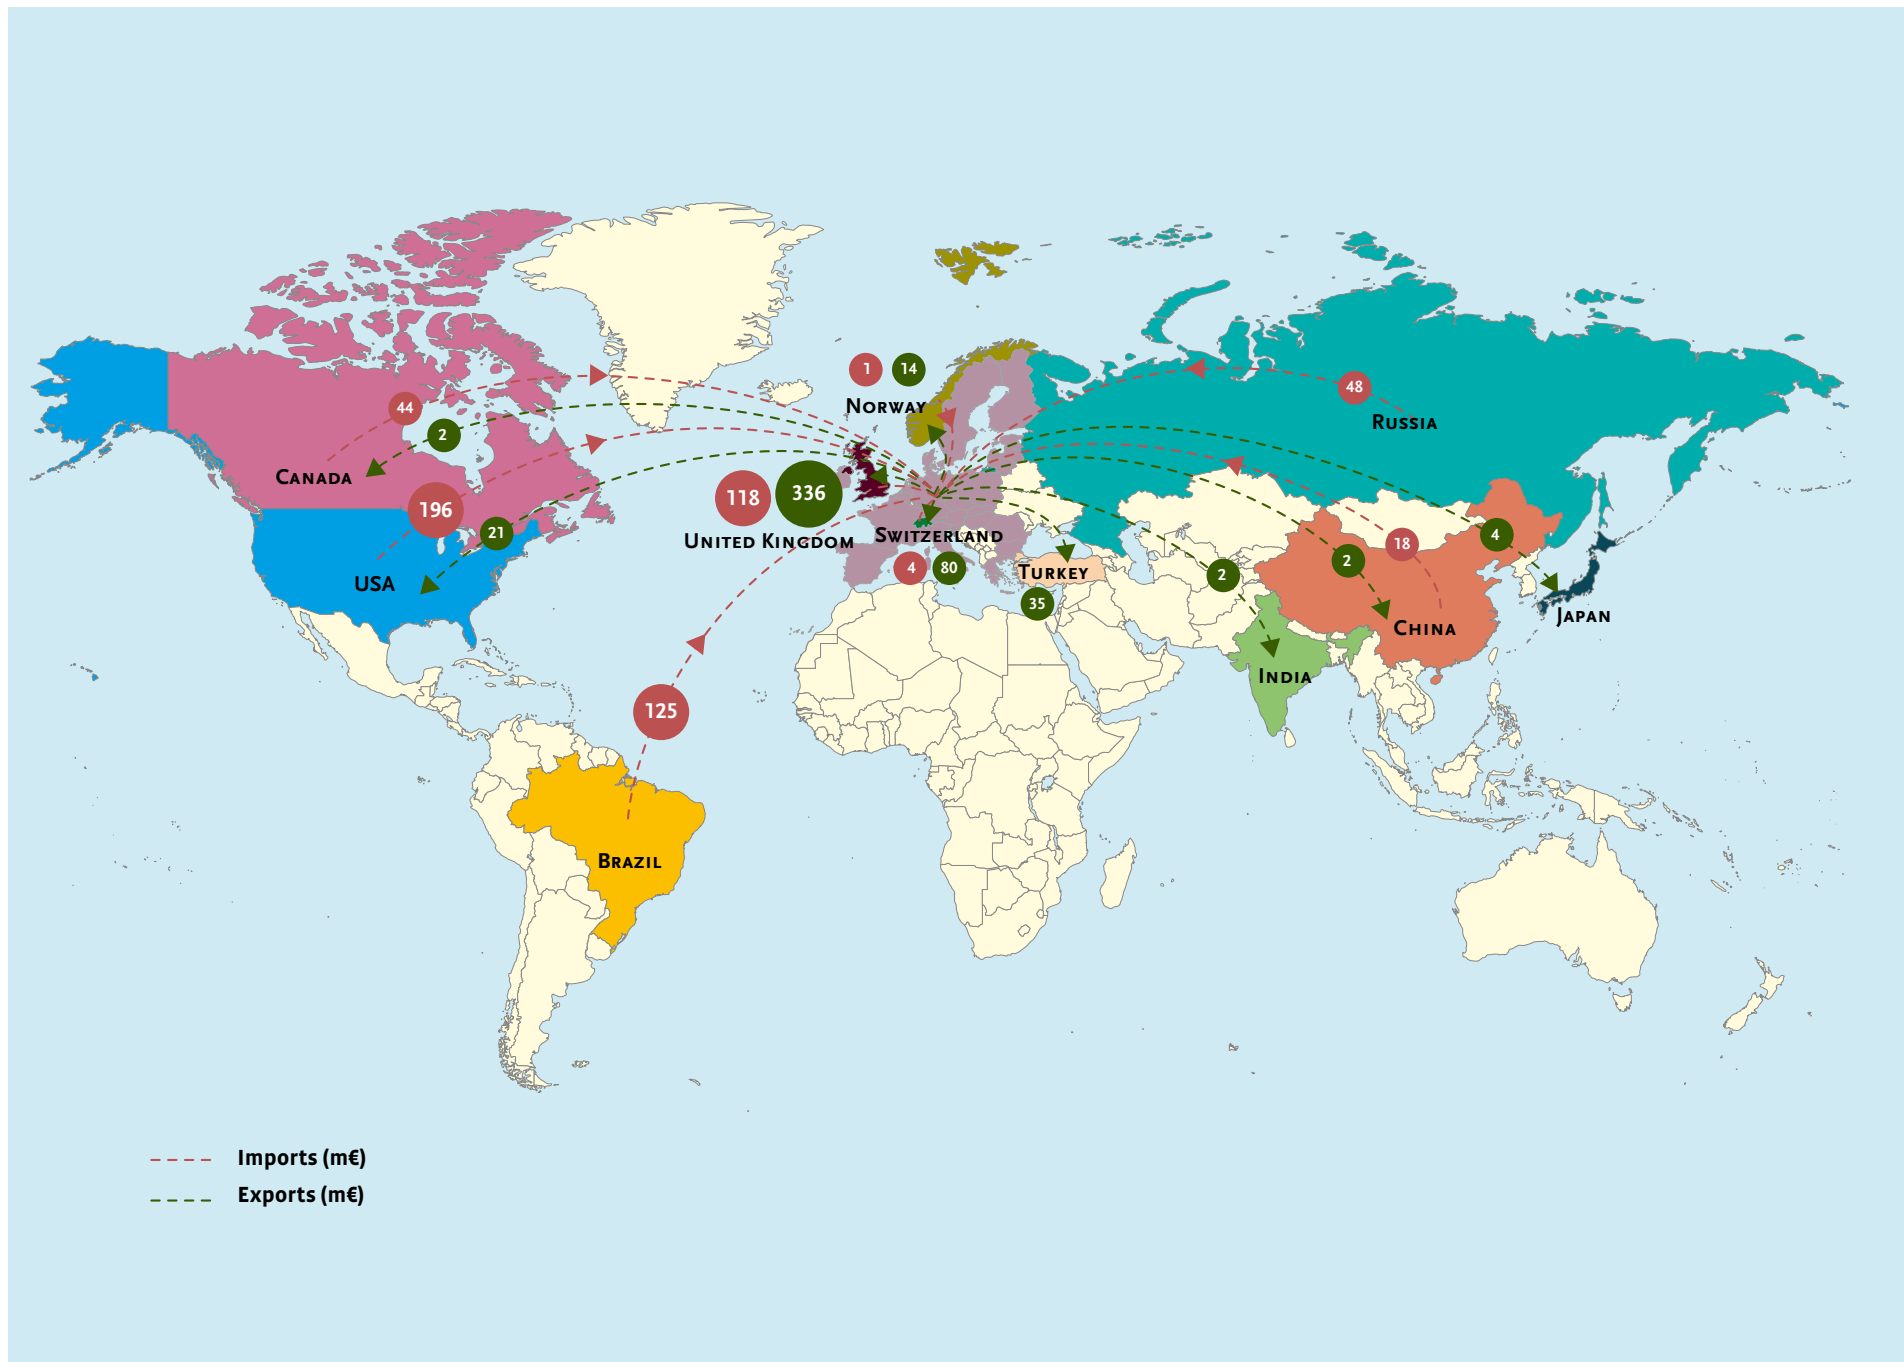 1
14
Norway
48
Russia
44
2
Canada
196
21
USA
118
336
United Kingdom
Switzerland
4
80
Turkey
35
2
2
18
4
Japan
China
India
125
Brazil
Imports (m€)
Exports (m€)